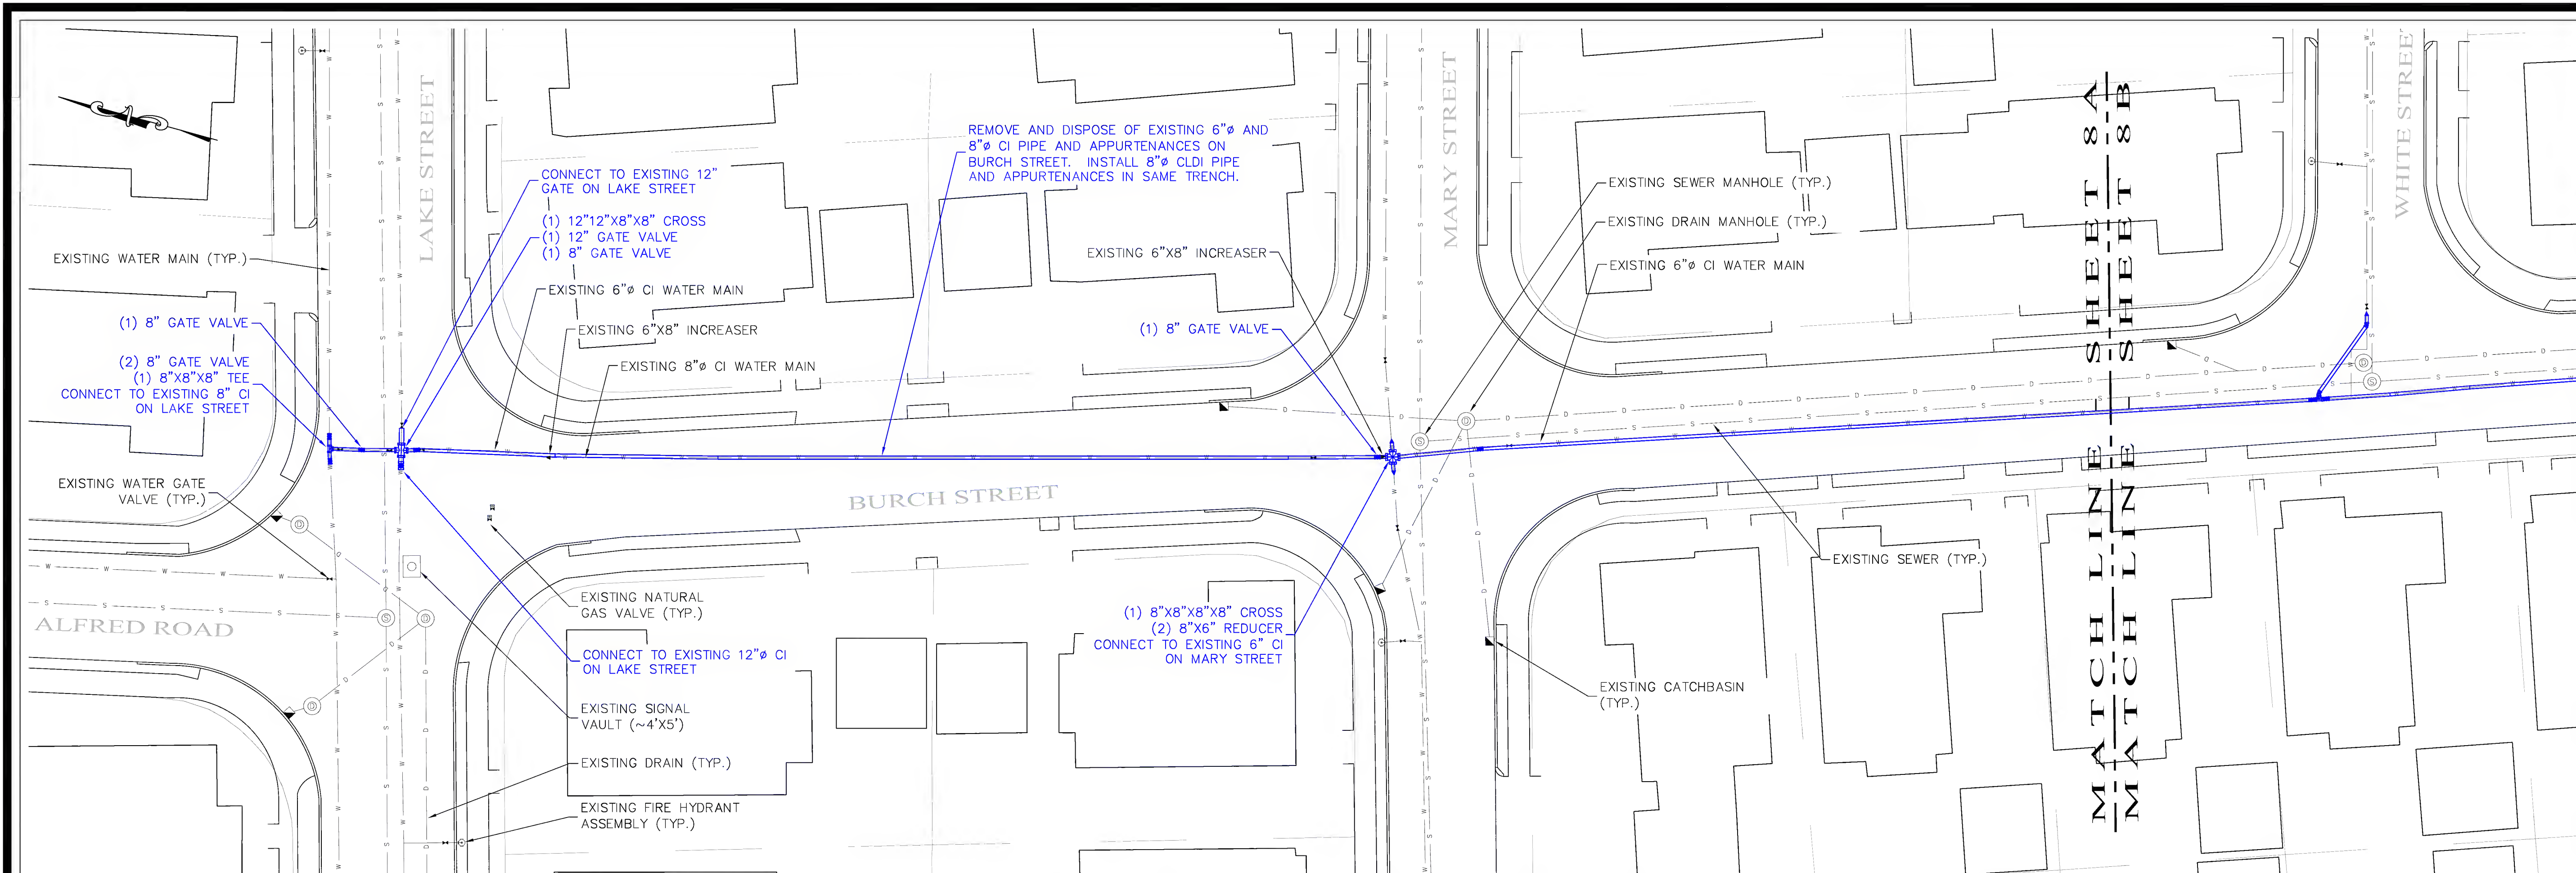 LAKE STREET
MARY STREET
WHITE STREET
MATCH LINE SHEET 8A
MATCH LINE SHEET 8B
REMOVE AND DISPOSE OF EXISTING 6"ø AND
8"ø CI PIPE AND APPURTENANCES ON
BURCH STREET. INSTALL 8"ø CLDI PIPE
AND APPURTENANCES IN SAME TRENCH.
CONNECT TO EXISTING 12"
GATE ON LAKE STREET
(1) 12"12"X8"X8" CROSS
(1) 12" GATE VALVE
(1) 8" GATE VALVE
EXISTING SEWER MANHOLE (TYP.)
EXISTING DRAIN MANHOLE (TYP.)
EXISTING 6"ø CI WATER MAIN
EXISTING 6"X8" INCREASER
EXISTING WATER MAIN (TYP.)
EXISTING 6"ø CI WATER MAIN
EXISTING 6"X8" INCREASER
EXISTING 8"ø CI WATER MAIN
(1) 8" GATE VALVE
(1) 8" GATE VALVE
(2) 8" GATE VALVE
(1) 8"X8"X8" TEE
CONNECT TO EXISTING 8" CI
ON LAKE STREET
EXISTING WATER GATE
VALVE (TYP.)
BURCH STREET
EXISTING SEWER (TYP.)
ALFRED ROAD
EXISTING NATURAL
GAS VALVE (TYP.)
(1) 8"X8"X8"X8" CROSS
(2) 8"X6" REDUCER
CONNECT TO EXISTING 6" CI
ON MARY STREET
CONNECT TO EXISTING 12"ø CI
ON LAKE STREET
EXISTING CATCHBASIN
(TYP.)
EXISTING SIGNAL
VAULT (~4'X5')
EXISTING DRAIN (TYP.)
EXISTING FIRE HYDRANT
ASSEMBLY (TYP.)